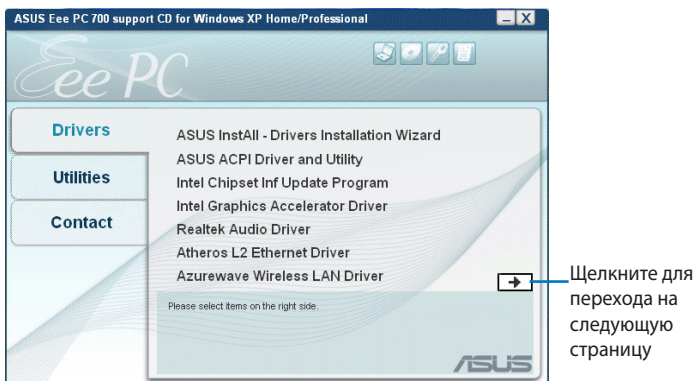 ASUS Eee PC 700 support CD for Windows XP Home/Professional
Eee PC
Drivers
Utilities
Contact
ASUS InstAll - Drivers Installation Wizard
ASUS ACPI Driver and Utility
Intel Chipset Inf Update Program
Intel Graphics Accelerator Driver
Realtek Audio Driver
Atheros L2 Ethernet Driver
Azurewave Wireless LAN Driver
Please select items on the right side.
ASUS
Щелкните для
перехода на
следующую
страницу